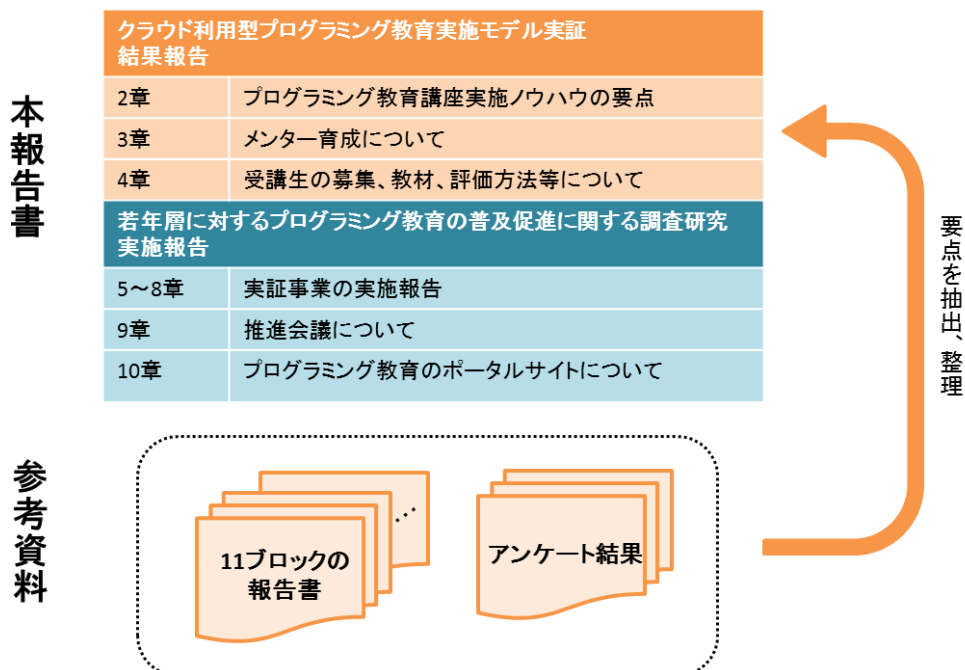 クラウド利用型プログラミング教育実施モデル実証
結果報告
本報告書
2章 プログラミング教育講座実施ノウハウの要点
3章 メンター育成について
4章 受講生の募集、教材、評価方法等について
若年層に対するプログラミング教育の普及促進に関する調査研究
実施報告
5～8章 実証事業の実施報告
9章 推進会議について
10章 プログラミング教育のポータルサイトについて
要点を抽出、整理
参考資料
…
11ブロックの
報告書
アンケート結果